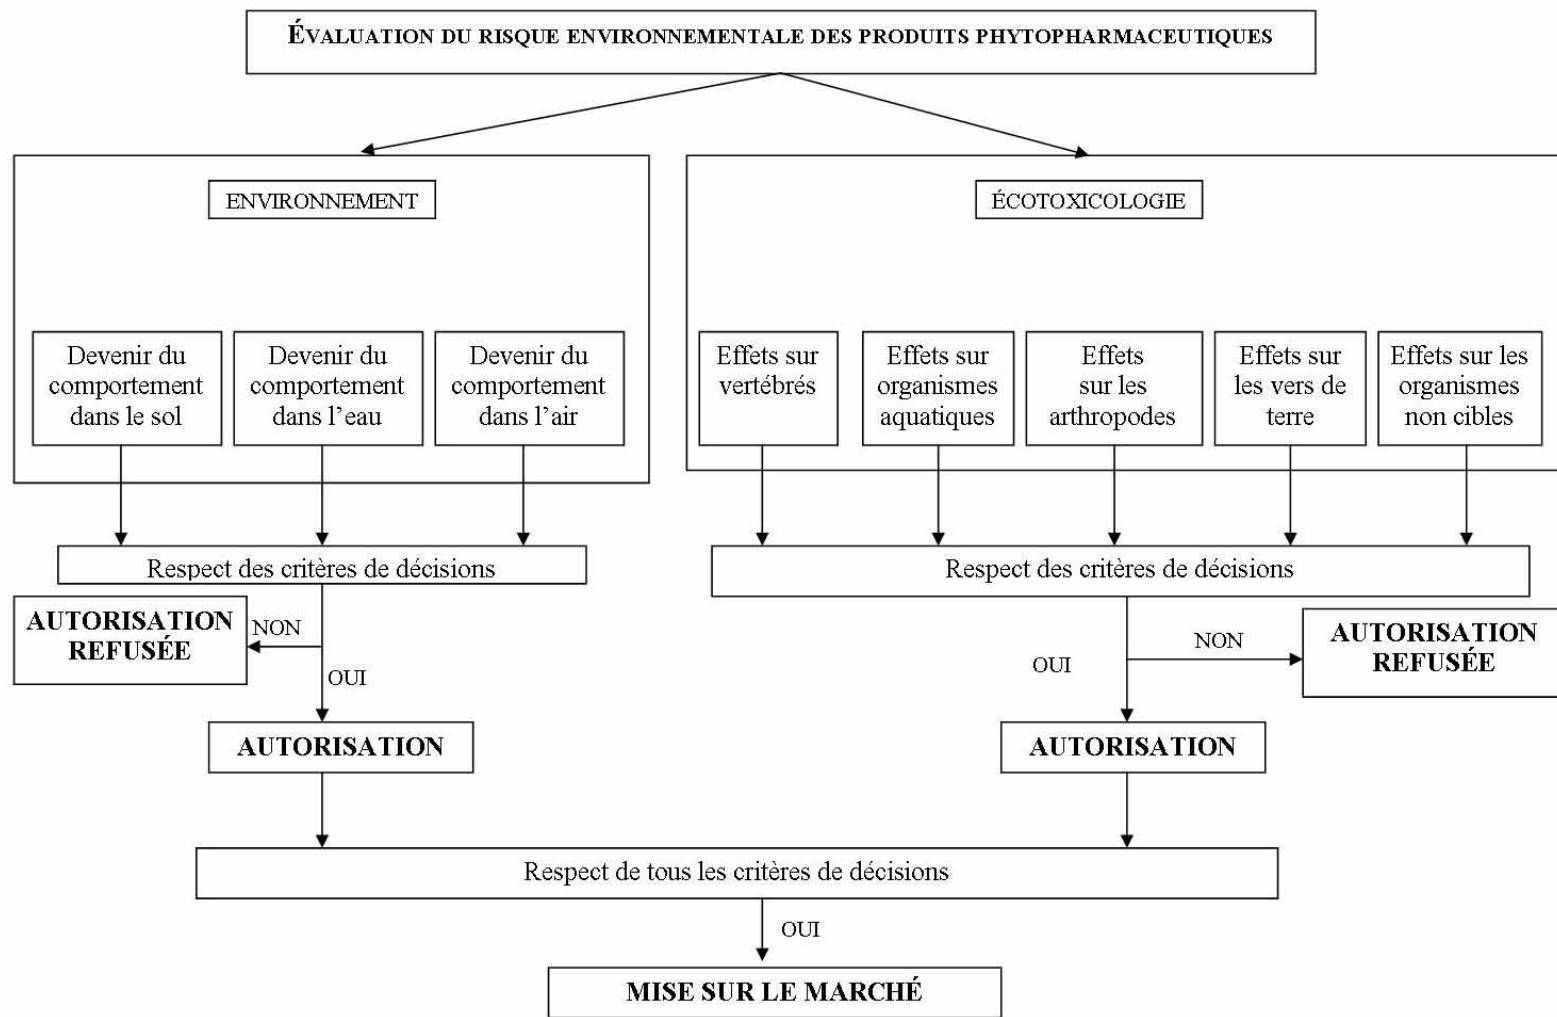 ÉVALUATION DU RISQUE ENVIRONNEMENTALE DES PRODUITS PHYTOPHARMACEUTIQUES
ENVIRONNEMENT
Devenir du
comportement
dans le sol
Devenir du
comportement
dans l'eau
Devenir du
comportement
dans l'air
Respect des critères de décisions
AUTORISATION
REFUSÉE
NON
OUI
AUTORISATION
ÉCOTOXICOLOGIE
Effets sur
vertébrés
Effets sur
organismes
aquatiques
Effets
sur les
arthropodes
Effets sur
les vers de
terre
Effets sur les
organismes
non cibles
Respect des critères de décisions
OUI
NON
AUTORISATION
REFUSÉE
AUTORISATION
Respect de tous les critères de décisions
OUI
MISE SUR LE MARCHÉ